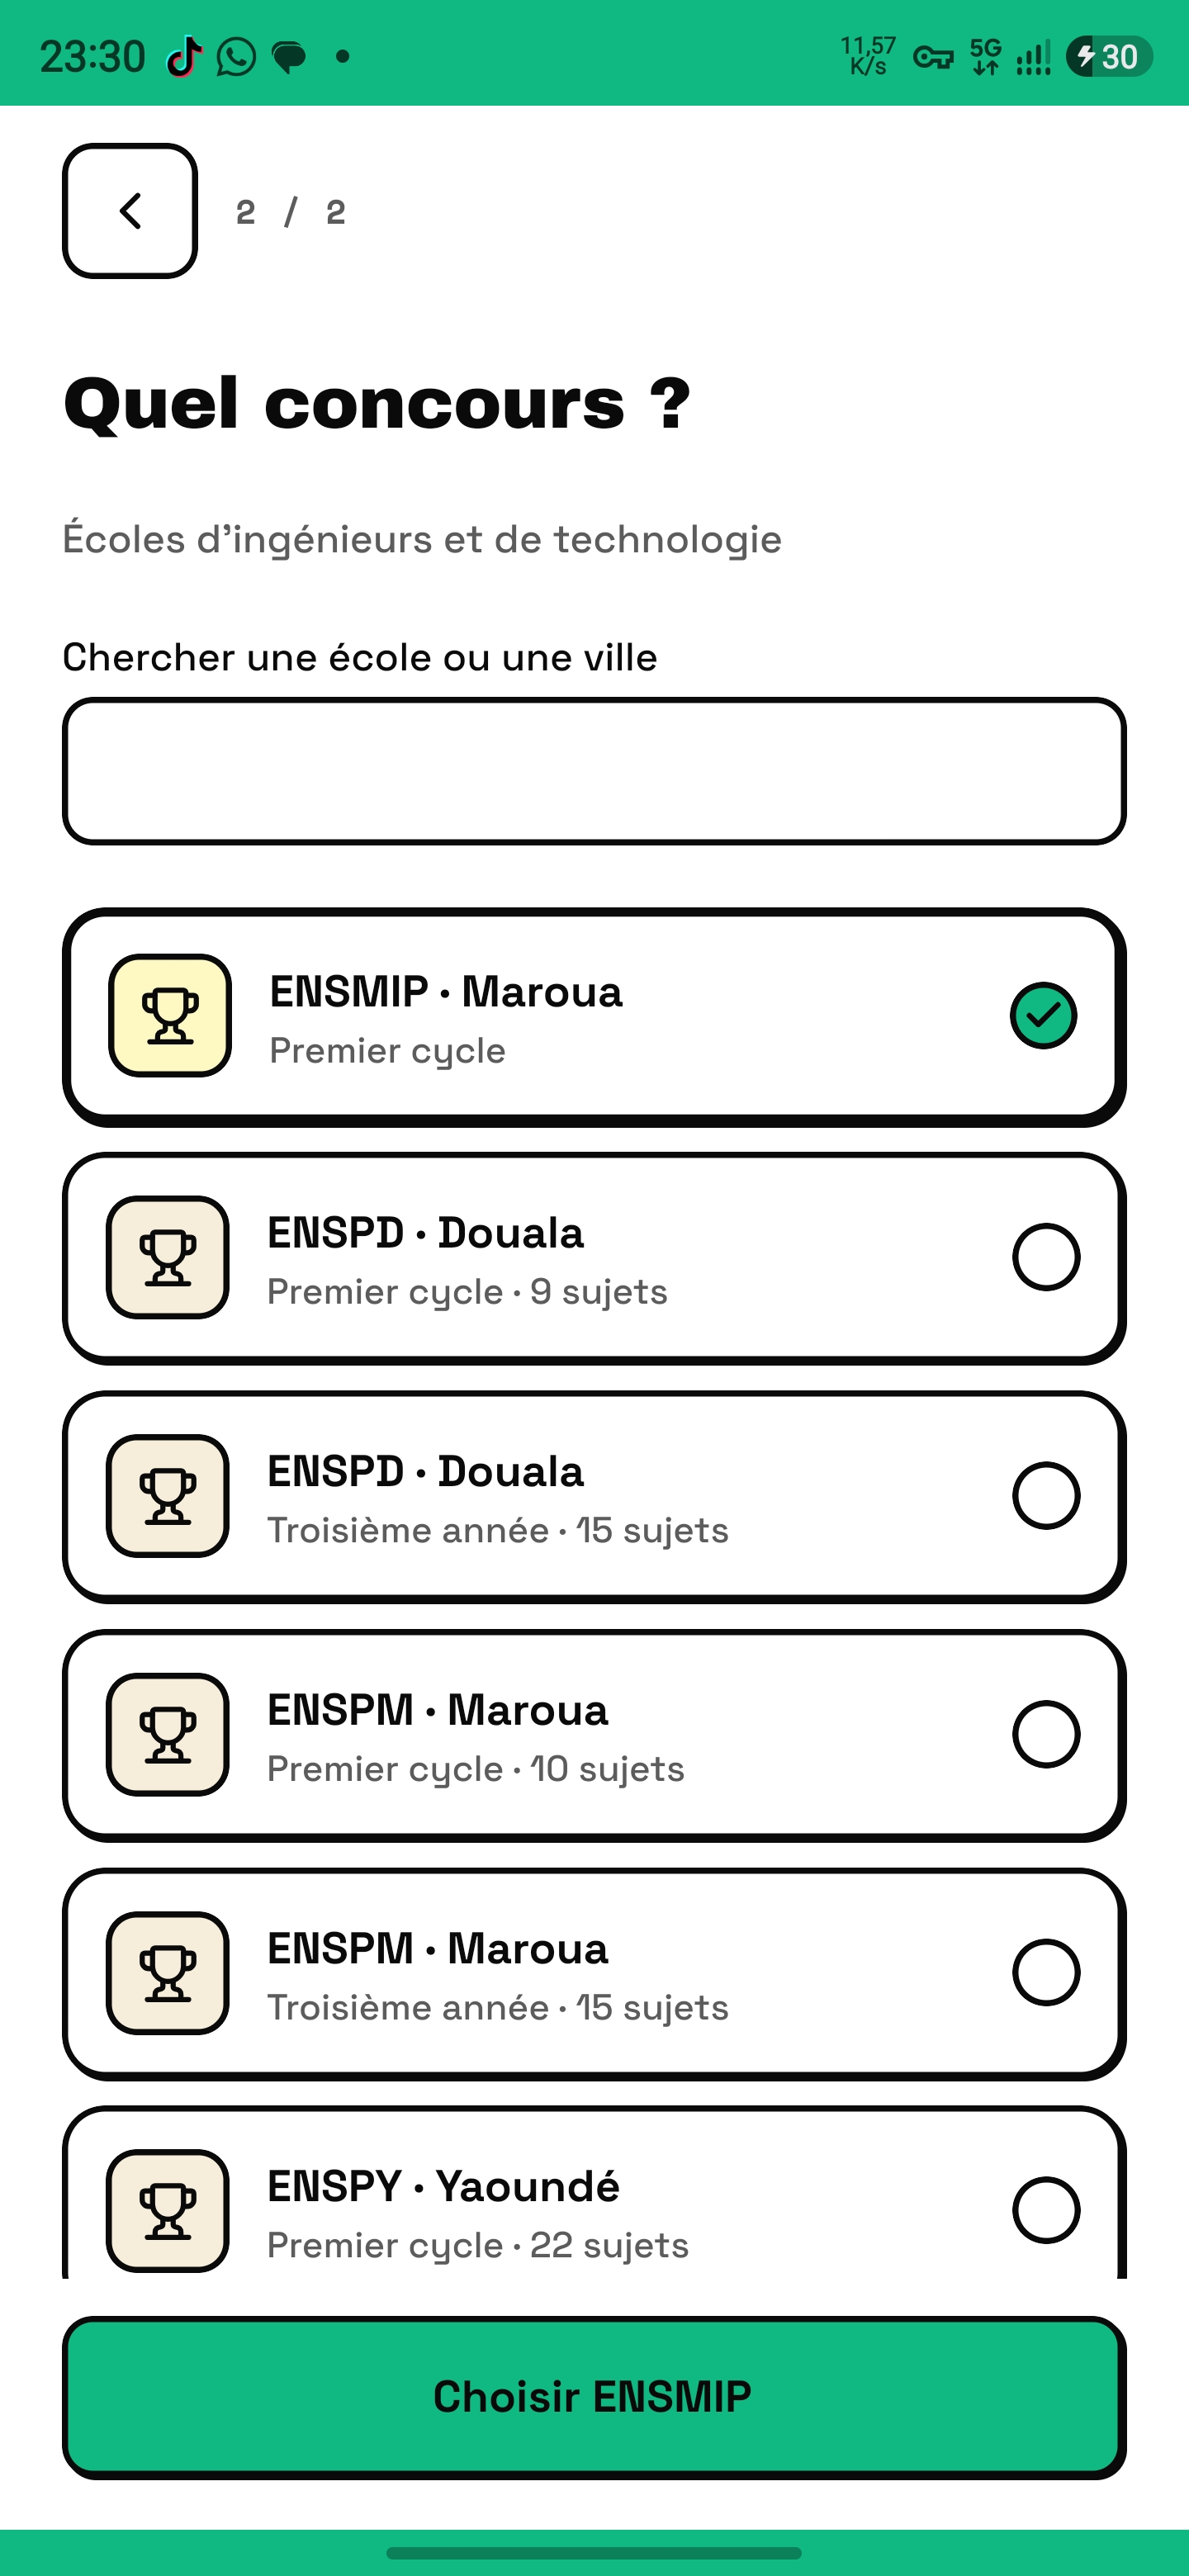 23:30
11,57
K/s
5G
30
2 / 2
Quel concours ?
Écoles d’ingénieurs et de technologie
Chercher une école ou une ville
ENSMIP · Maroua
Premier cycle
ENSPD · Douala
Premier cycle · 9 sujets
ENSPD · Douala
Troisième année · 15 sujets
ENSPM · Maroua
Premier cycle · 10 sujets
ENSPM · Maroua
Troisième année · 15 sujets
ENSPY · Yaoundé
Premier cycle · 22 sujets
Choisir ENSMIP